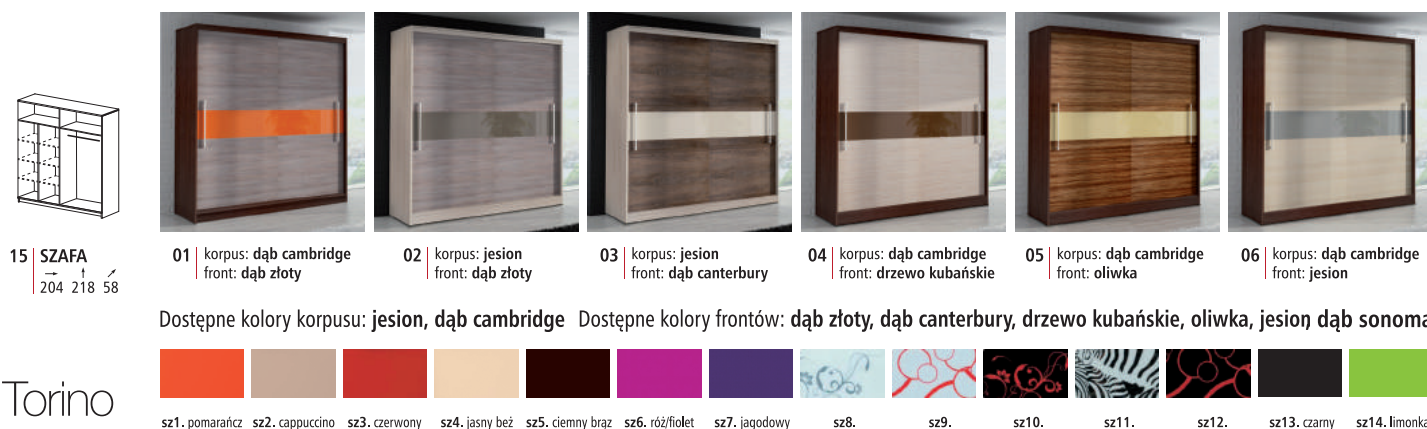 15 SZAFA
204 218 58
01 korpus: dąb cambridge
front: dąb złoty
02 korpus: jesion
front: dąb złoty
03 korpus: jesion
front: dąb canterbury
04 korpus: dąb cambridge
front: drzewo kubańskie
05 korpus: dąb cambridge
front: oliwka
06 korpus: dąb cambridge
front: jesion
Dostępne kolory korpusu: jesion, dąb cambridge Dostępne kolory frontów: dąb złoty, dąb canterbury, drzewo kubańskie, oliwka, jesion, dąb sonoma
Torino
sz1. pomarańcz sz2. cappuccino sz3. czerwony sz4. jasny beż sz5. ciemny brąz sz6. róż/fiolet sz7. jagodowy sz8. sz9. sz10. sz11. sz12. sz13. czarny sz14. limonka